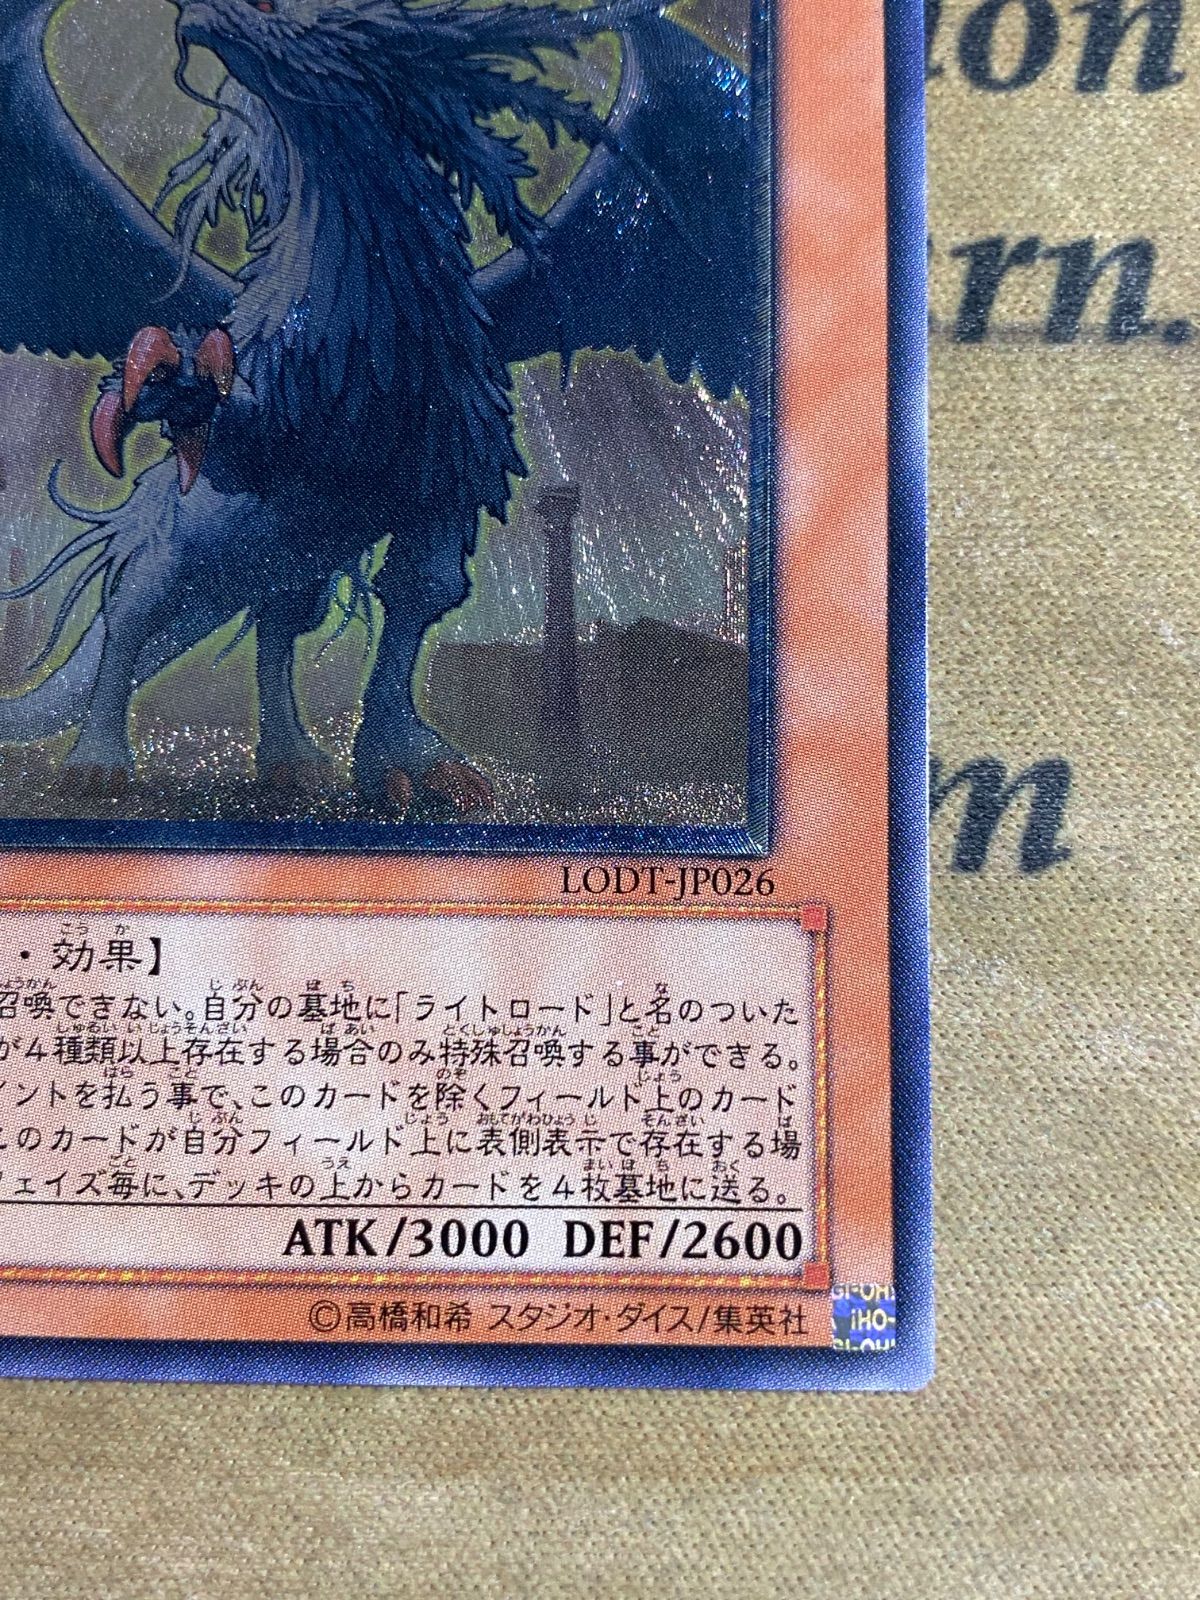 on
rn.
m
LODT-JP026
・効果】
召喚できない。自分の墓地に「ライトロード」と名のついた
が4種類以上存在する場合のみ特殊召喚する事ができる。
イントを払う事で、このカードを除くフィールド上のカード
このカードが自分フィールド上に表側表示で存在する場
ェイズ毎に、デッキの上からカードを4枚墓地に送る。
ATK/3000 DEF/2600
©高橋和希 スタジオ・ダイス/集英社